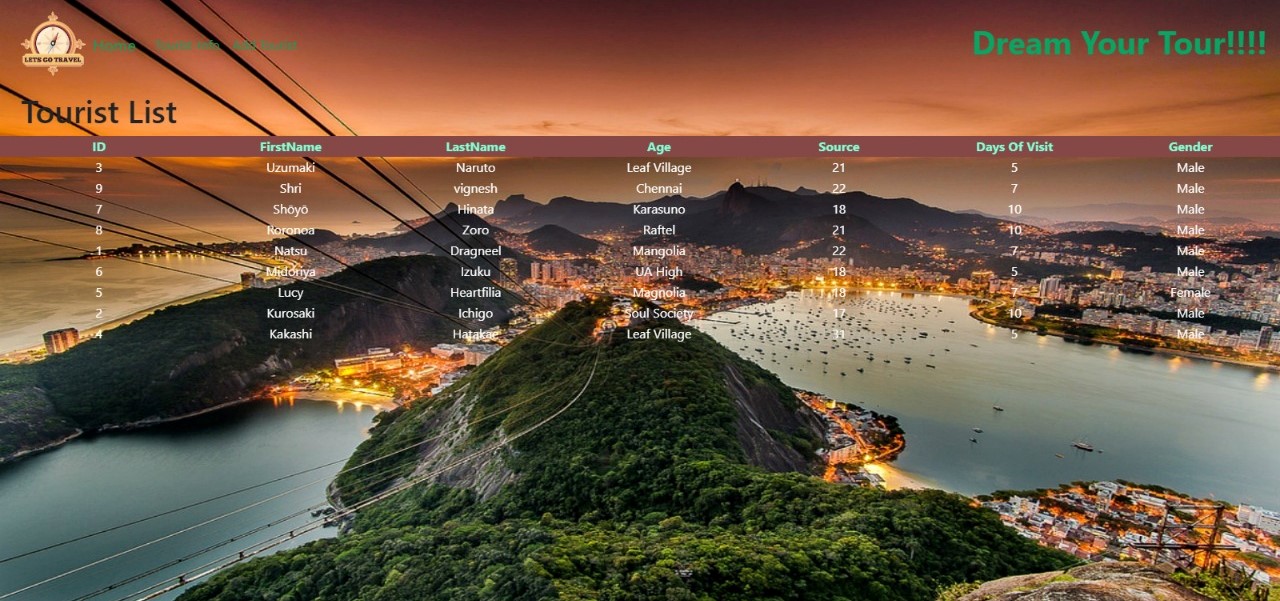 LET'S GO TRAVEL
Home Tourist Info Add Tourist
Dream Your Tour!!!!
Tourist List
ID FirstName LastName Age Source Days Of Visit Gender
3 Uzumaki Naruto Leaf Village 21 5 Male
9 Shri vignesh Chennai 22 7 Male
7 Shōyō Hinata Karasuno 18 10 Male
8 Roronoa Zoro Raftel 21 10 Male
1 Natsu Dragneel Mangolia 22 7 Male
6 Midoriya Izuku UA High 18 5 Male
5 Lucy Heartfilia Magnolia 18 7 Female
2 Kurosaki Ichigo Soul Society 17 10 Male
4 Kakashi Hatakae Leaf Village 31 5 Male